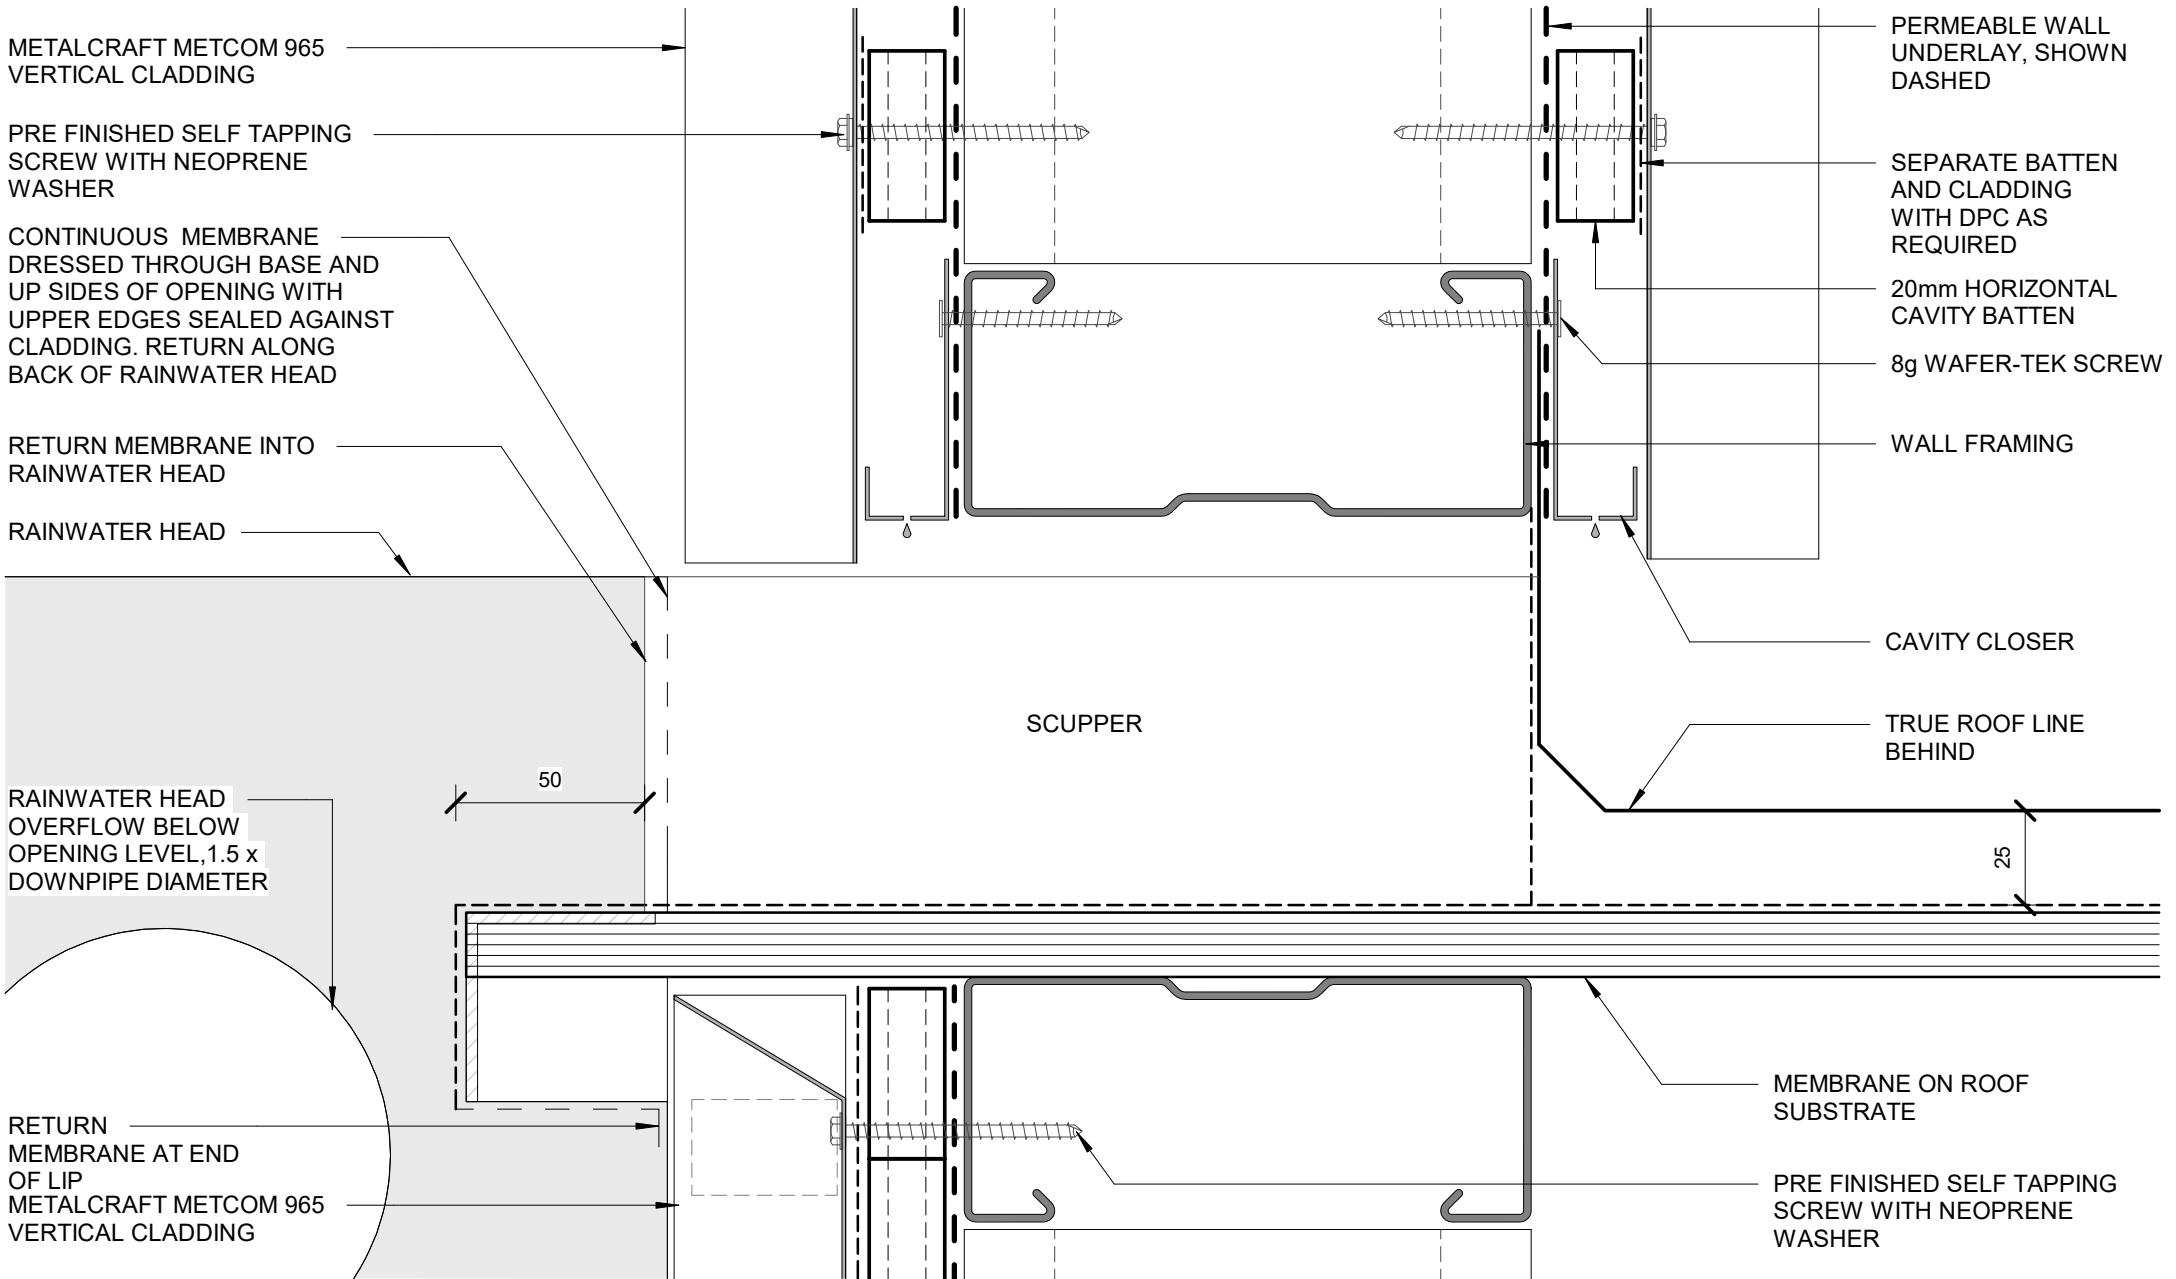 METALCRAFT METCOM 965
VERTICAL CLADDING
PRE FINISHED SELF TAPPING
SCREW WITH NEOPRENE
WASHER
CONTINUOUS MEMBRANE
DRESSED THROUGH BASE AND
UP SIDES OF OPENING WITH
UPPER EDGES SEALED AGAINST
CLADDING. RETURN ALONG
BACK OF RAINWATER HEAD
RETURN MEMBRANE INTO
RAINWATER HEAD
RAINWATER HEAD
RAINWATER HEAD
OVERFLOW BELOW
OPENING LEVEL,1.5 x
DOWNPIPE DIAMETER
RETURN
MEMBRANE AT END
OF LIP
METALCRAFT METCOM 965
VERTICAL CLADDING
50
SCUPPER
PERMEABLE WALL
UNDERLAY, SHOWN
DASHED
SEPARATE BATTEN
AND CLADDING
WITH DPC AS
REQUIRED
20mm HORIZONTAL
CAVITY BATTEN
8g WAFER-TEK SCREW
WALL FRAMING
CAVITY CLOSER
TRUE ROOF LINE
BEHIND
25
MEMBRANE ON ROOF
SUBSTRATE
PRE FINISHED SELF TAPPING
SCREW WITH NEOPRENE
WASHER